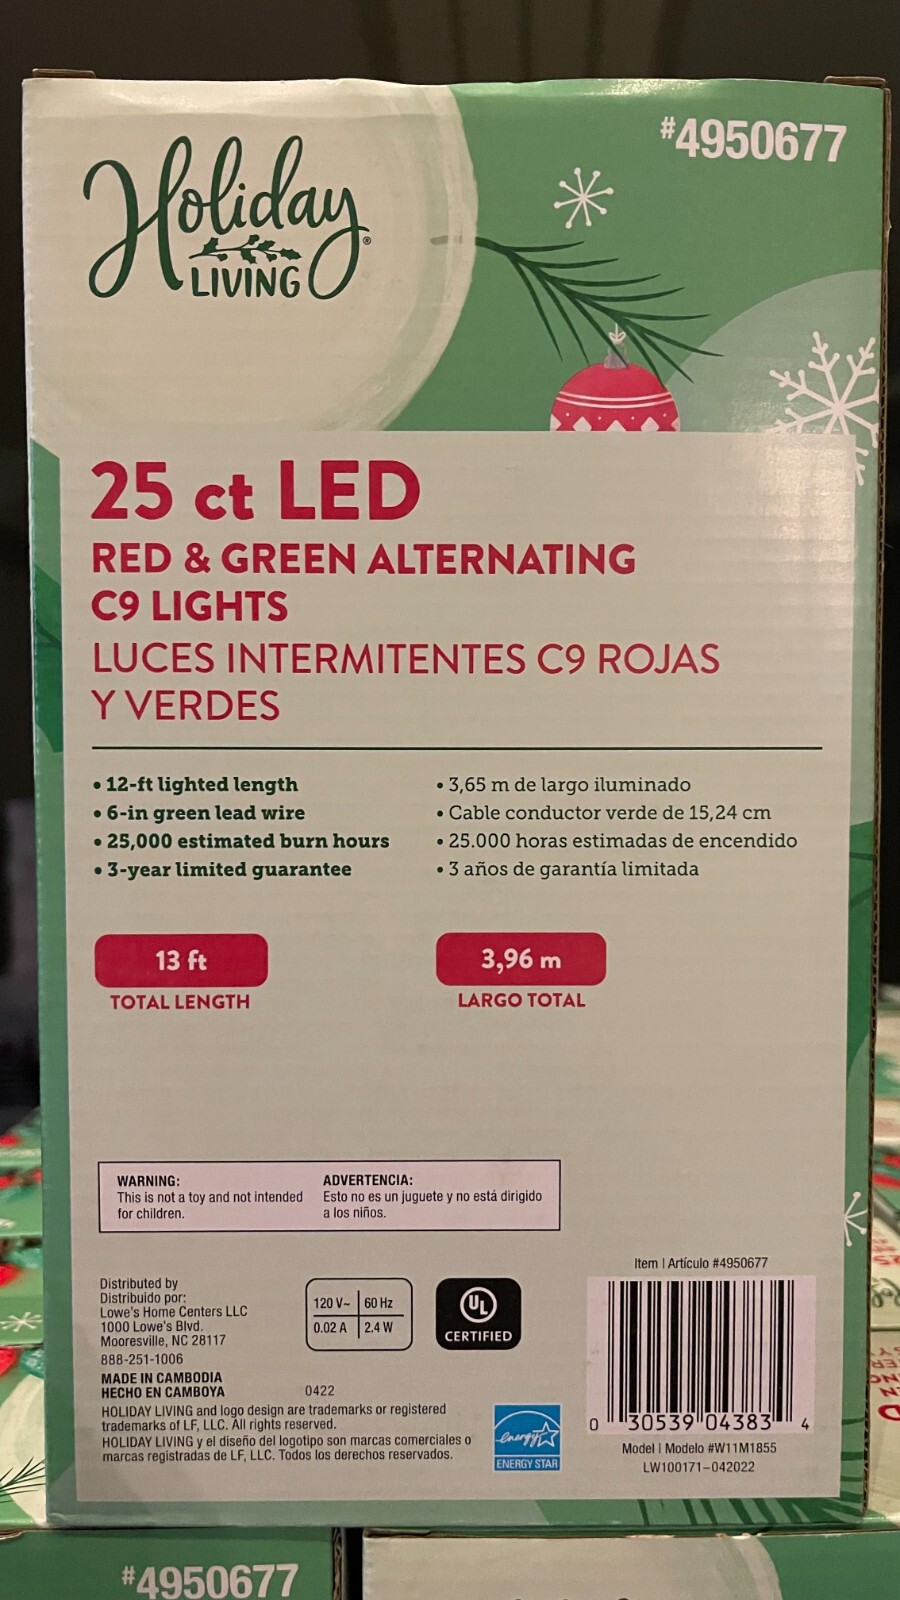 Holiday
LIVING®
#4950677
25 ct LED
RED & GREEN ALTERNATING
C9 LIGHTS
LUCES INTERMITENTES C9 ROJAS
Y VERDES
• 12-ft lighted length
• 6-in green lead wire
• 25,000 estimated burn hours
• 3-year limited guarantee
• 3,65 m de largo iluminado
• Cable conductor verde de 15,24 cm
• 25.000 horas estimadas de encendido
• 3 años de garantía limitada
13 ft
TOTAL LENGTH
3,96 m
LARGO TOTAL
WARNING:
This is not a toy and not intended
for children.
ADVERTENCIA:
Esto no es un juguete y no está dirigido
a los niños.
Distributed by
Distribuido por:
Lowe's Home Centers LLC
1000 Lowe's Blvd.
Mooresville, NC 28117
888-251-1006
MADE IN CAMBODIA
HECHO EN CAMBOYA
0422
HOLIDAY LIVING and logo design are trademarks or registered
trademarks of LF, LLC. All rights reserved.
HOLIDAY LIVING y el diseño del logotipo son marcas comerciales o
marcas registradas de LF, LLC. Todos los derechos reservados.
120 V~ 60 Hz
0.02 A 2.4 W
UL
CERTIFIED
energy
ENERGY STAR
Item | Artículo #4950677
0 30539 04383 4
Model | Modelo #W11M1855
LW100171-042022
#4950677